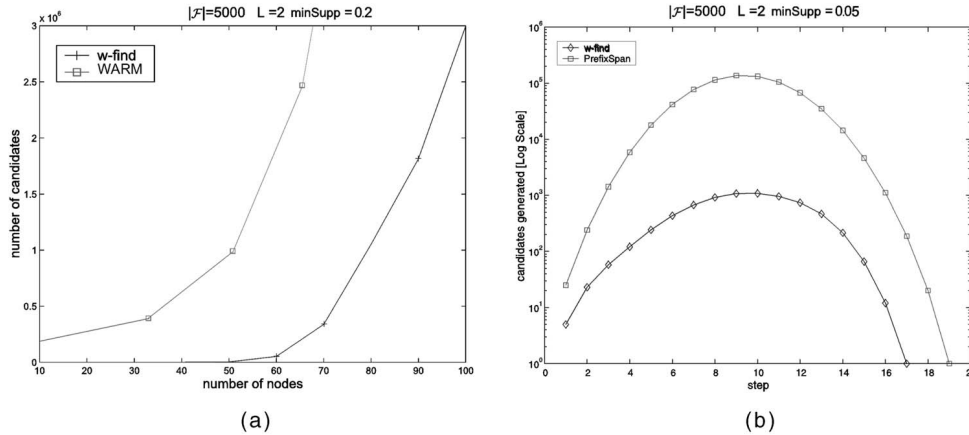 |ℱ|=5000 L =2 minSupp = 0.2
x 10^6
3
2.5
2
1.5
1
0.5
0
number of candidates
w-find
WARM
10 20 30 40 50 60 70 80 90 100
number of nodes
(a)
|ℱ|=5000 L =2 minSupp = 0.05
10^6
10^5
10^4
10^3
10^2
10^1
10^0
candidates generated [Log Scale]
w-find
PrefixSpan
0 2 4 6 8 10 12 14 16 18
step
(b)